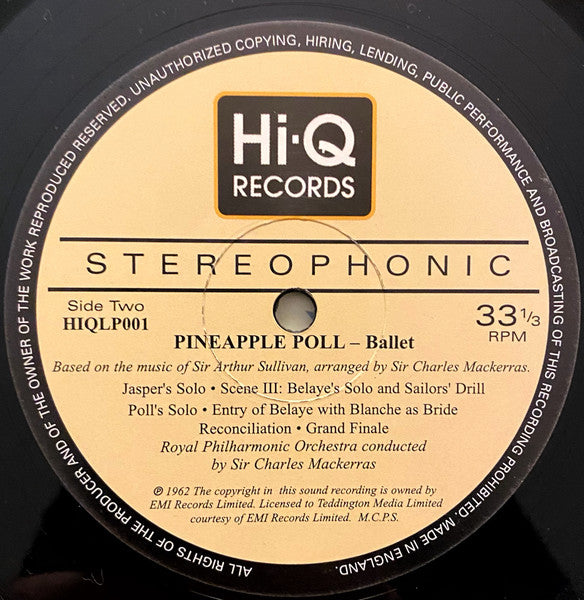 ALL RIGHTS OF THE PRODUCER AND OF THE OWNER OF THE WORK REPRODUCED RESERVED. UNAUTHORIZED COPYING, HIRING, LENDING, PUBLIC PERFORMANCE AND BROADCASTING OF THIS RECORDING PROHIBITED. MADE IN ENGLAND.
Hi-Q
RECORDS
STEREOPHONIC
Side Two
HIQLP001
33 1/3
RPM
PINEAPPLE POLL – Ballet
Based on the music of Sir Arthur Sullivan, arranged by Sir Charles Mackerras.
Jasper's Solo • Scene III: Belaye's Solo and Sailors' Drill
Poll's Solo • Entry of Belaye with Blanche as Bride
Reconciliation • Grand Finale
Royal Philharmonic Orchestra conducted
by Sir Charles Mackerras
℗ 1962 The copyright in this sound recording is owned by
EMI Records Limited. Licensed to Teddington Media Limited
courtesy of EMI Records Limited. M.C.P.S.